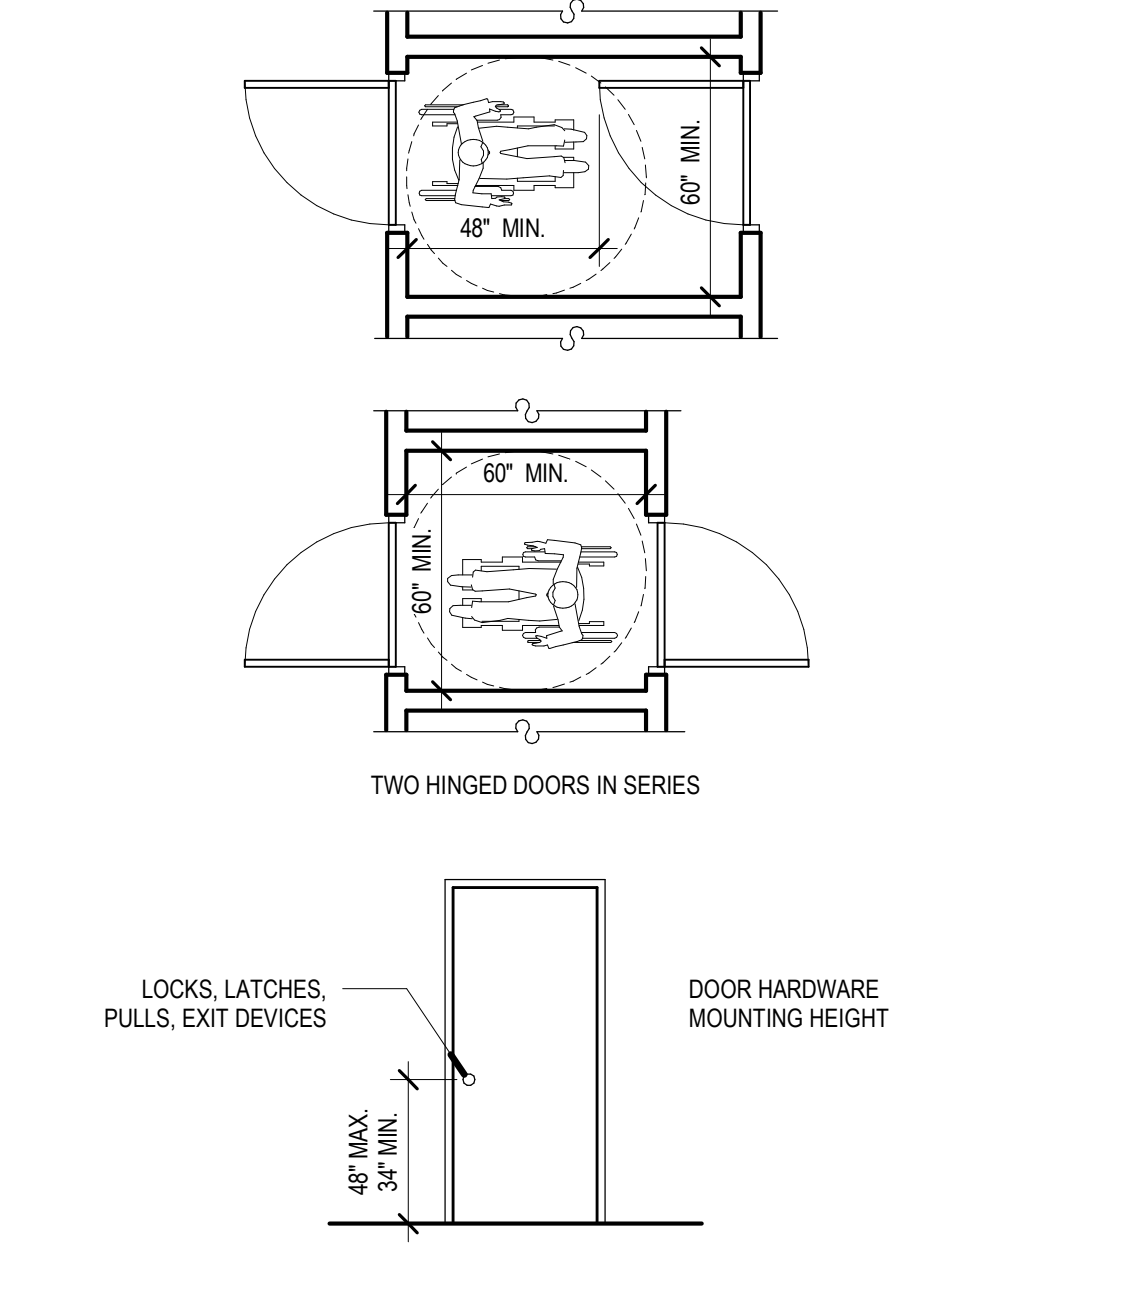 60" MIN.
48" MIN.
60" MIN.
60" MIN.
TWO HINGED DOORS IN SERIES
LOCKS, LATCHES,
PULLS, EXIT DEVICES
DOOR HARDWARE
MOUNTING HEIGHT
48" MAX.
34" MIN.